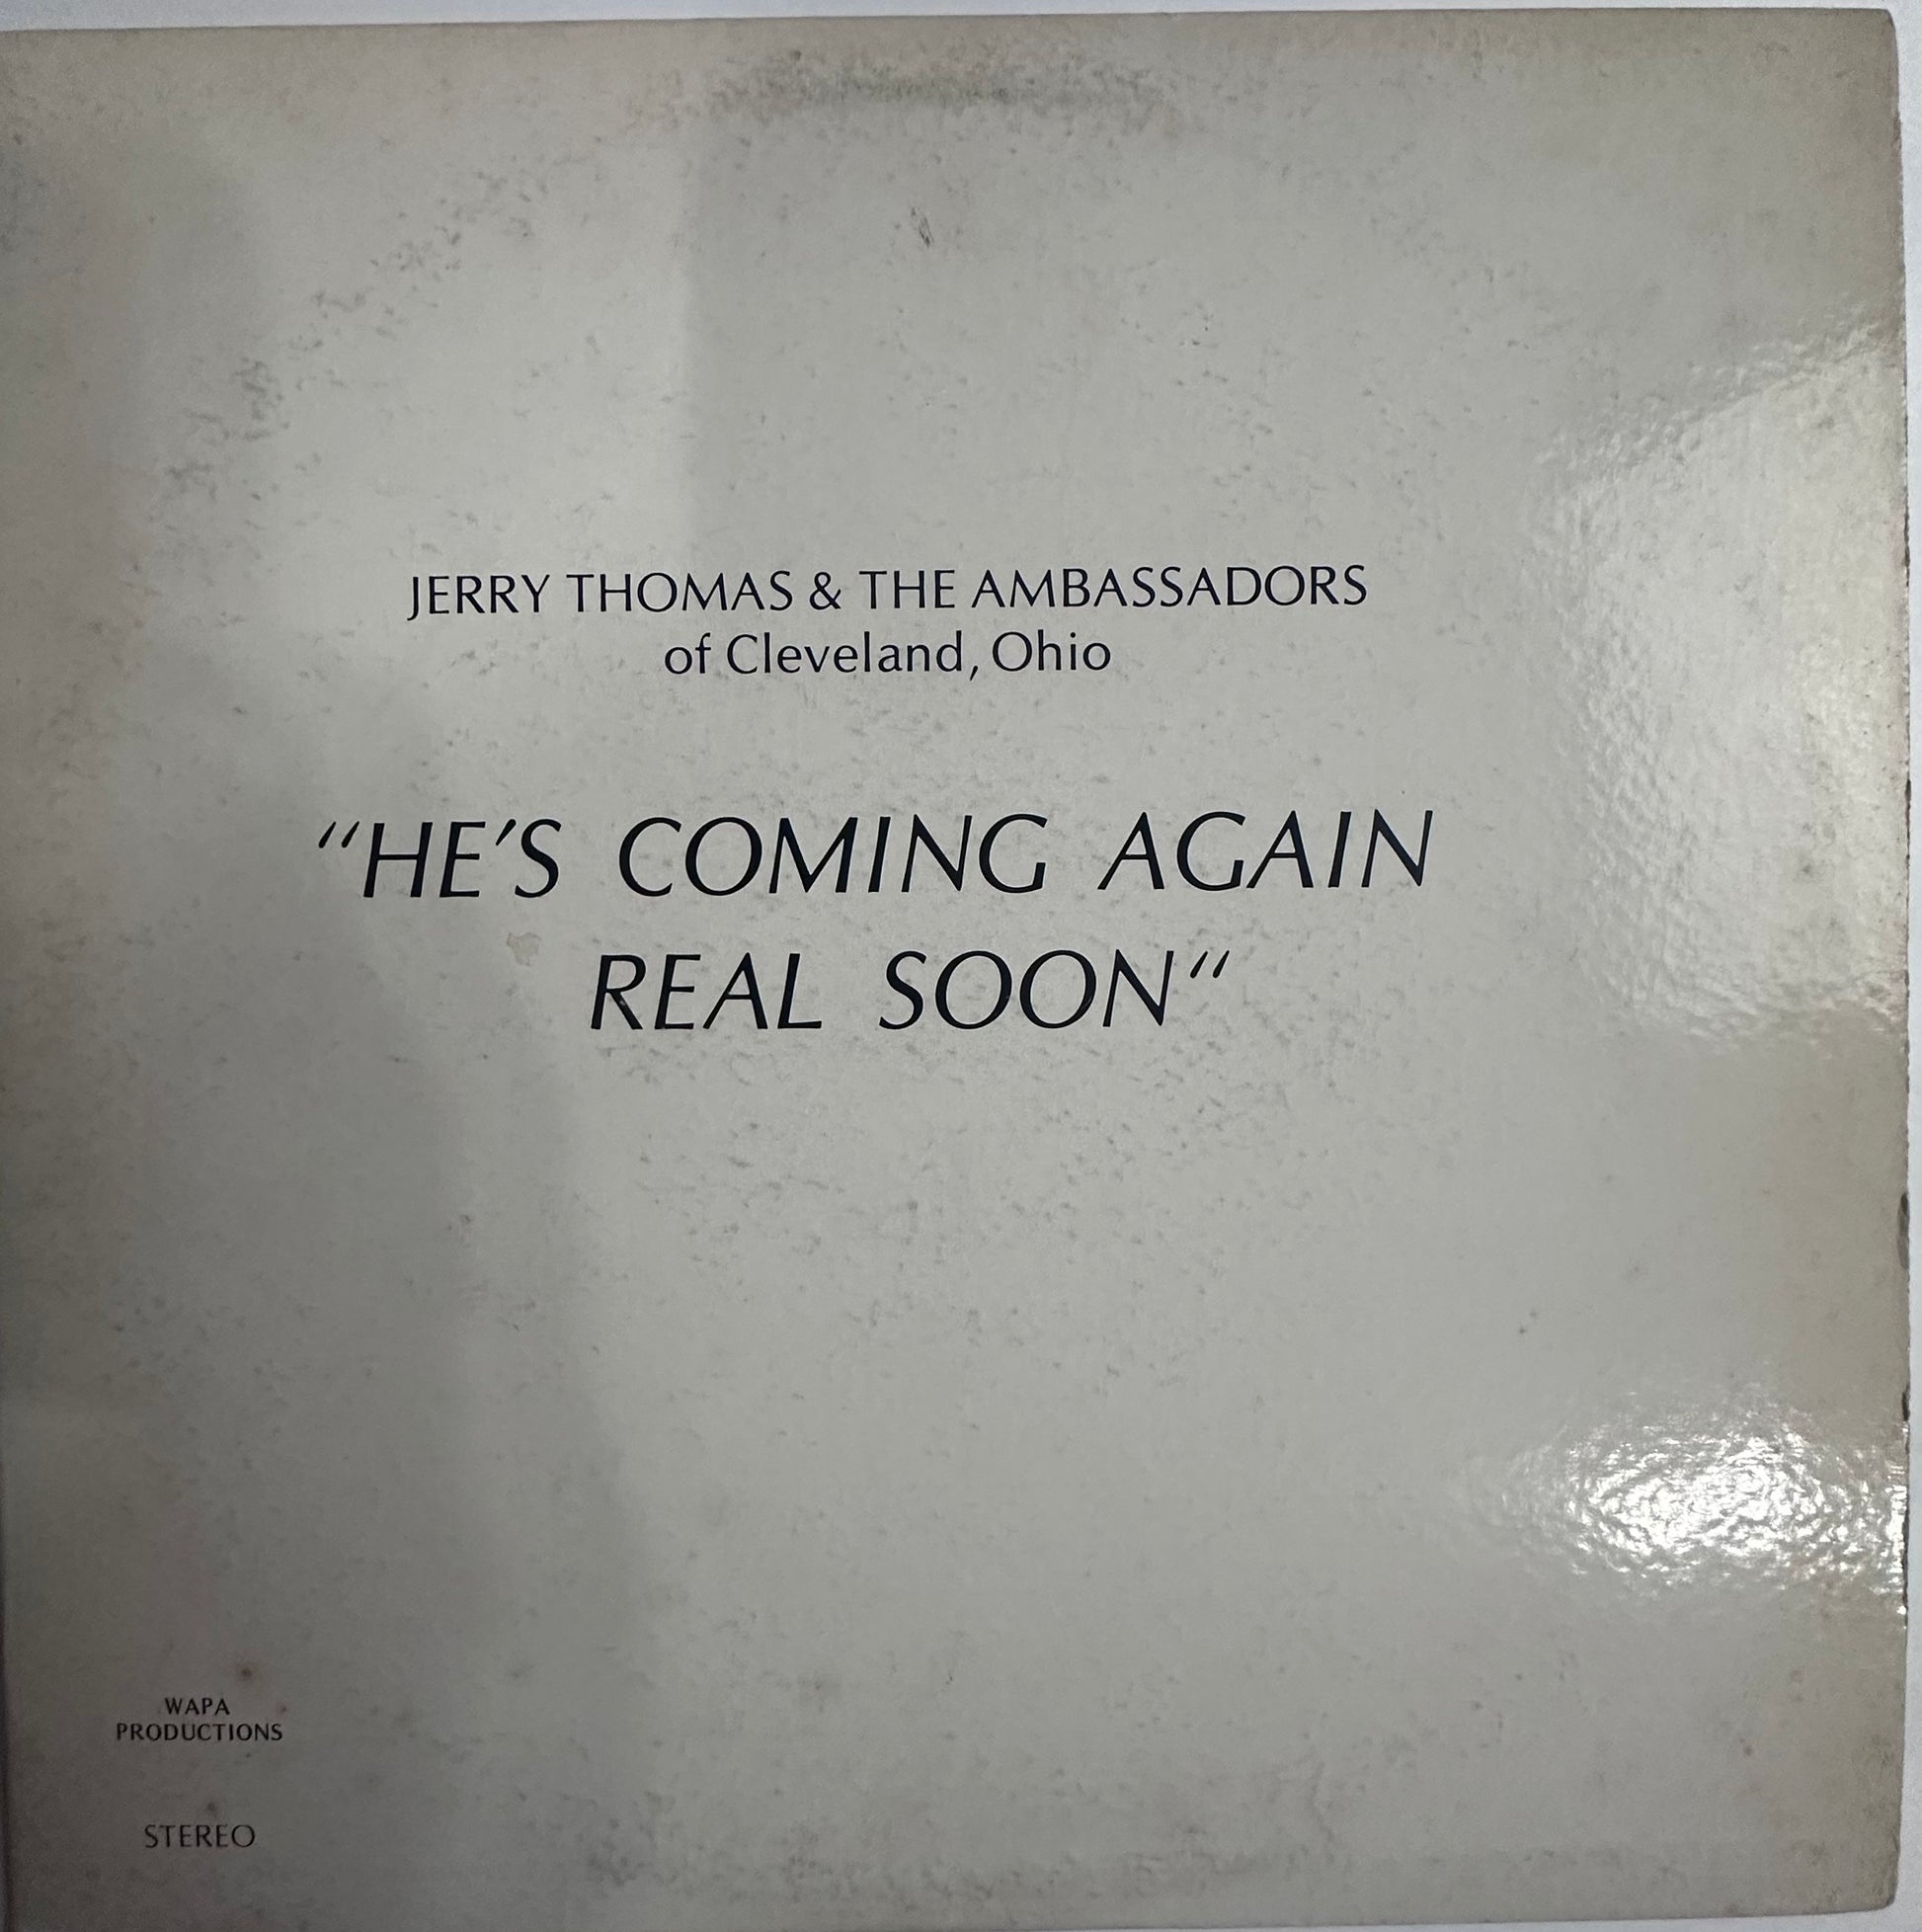 JERRY THOMAS & THE AMBASSADORS
of Cleveland, Ohio
"HE'S COMING AGAIN
REAL SOON"
WAPA
PRODUCTIONS
STEREO